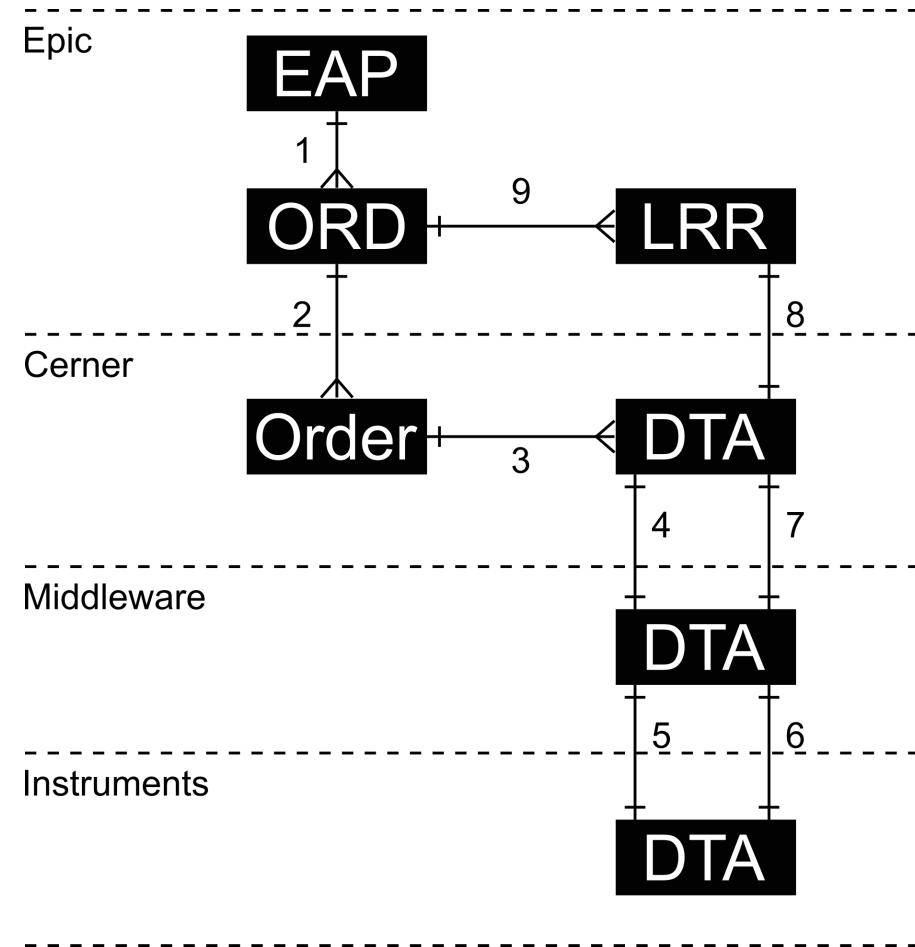 Epic
EAP
1
ORD
9
LRR
2
8
Cerner
Order
3
DTA
4
7
Middleware
DTA
5
6
Instruments
DTA